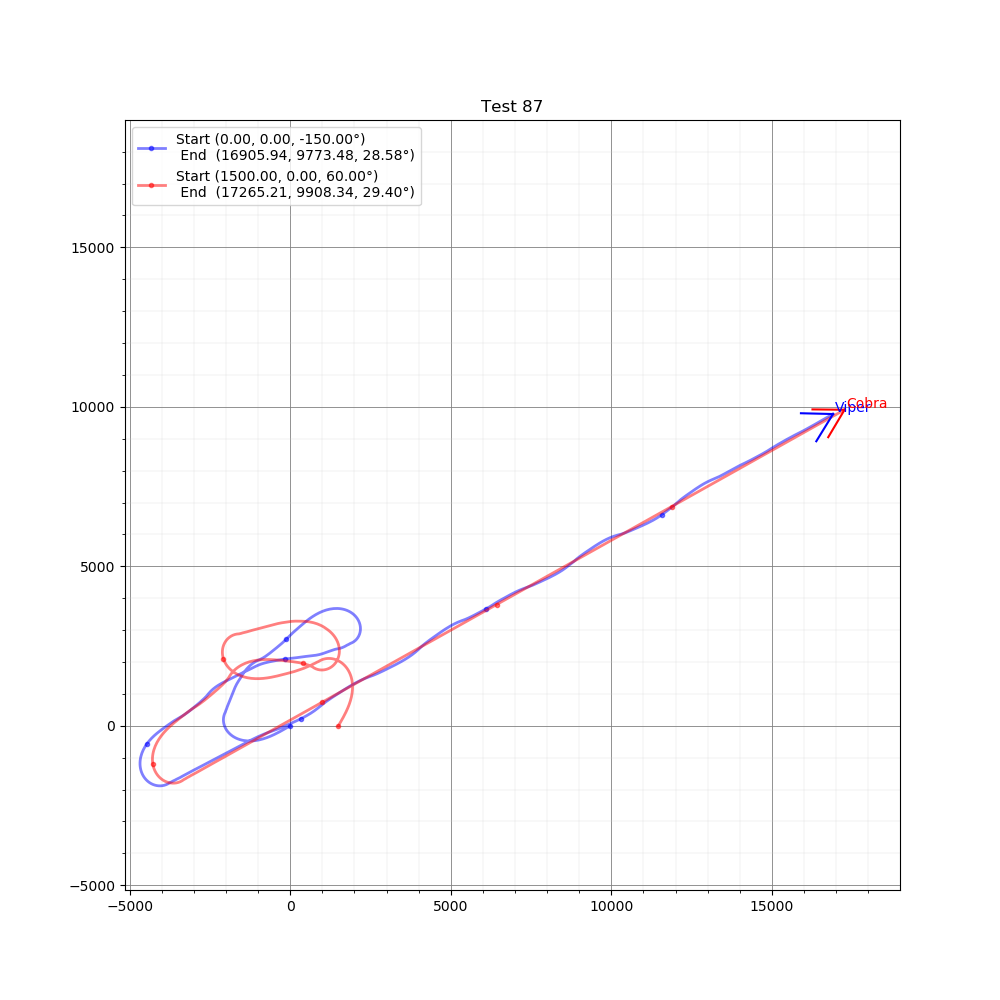 Test 87
Start (0.00, 0.00, -150.00°)
End  (16905.94, 9773.48, 28.58°)
Start (1500.00, 0.00, 60.00°)
End  (17265.21, 9908.34, 29.40°)
15000
10000
5000
0
−5000
Cobra
Viper
−5000 0 5000 10000 15000